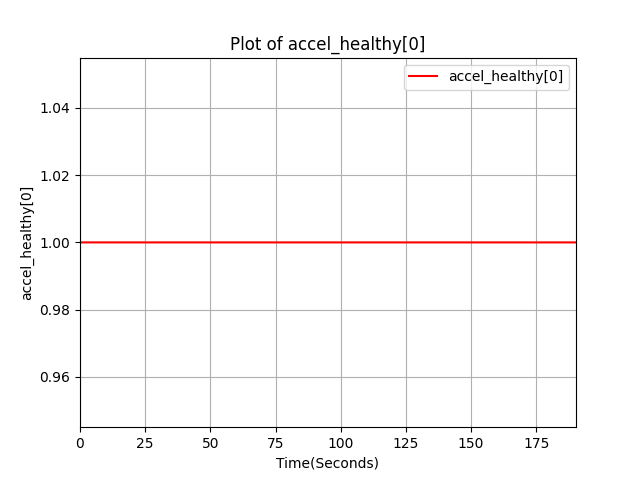 Plot of accel_healthy[0]
accel_healthy[0]
1.04
1.02
1.00
0.98
0.96
accel_healthy[0]
0 25 50 75 100 125 150 175
Time(Seconds)